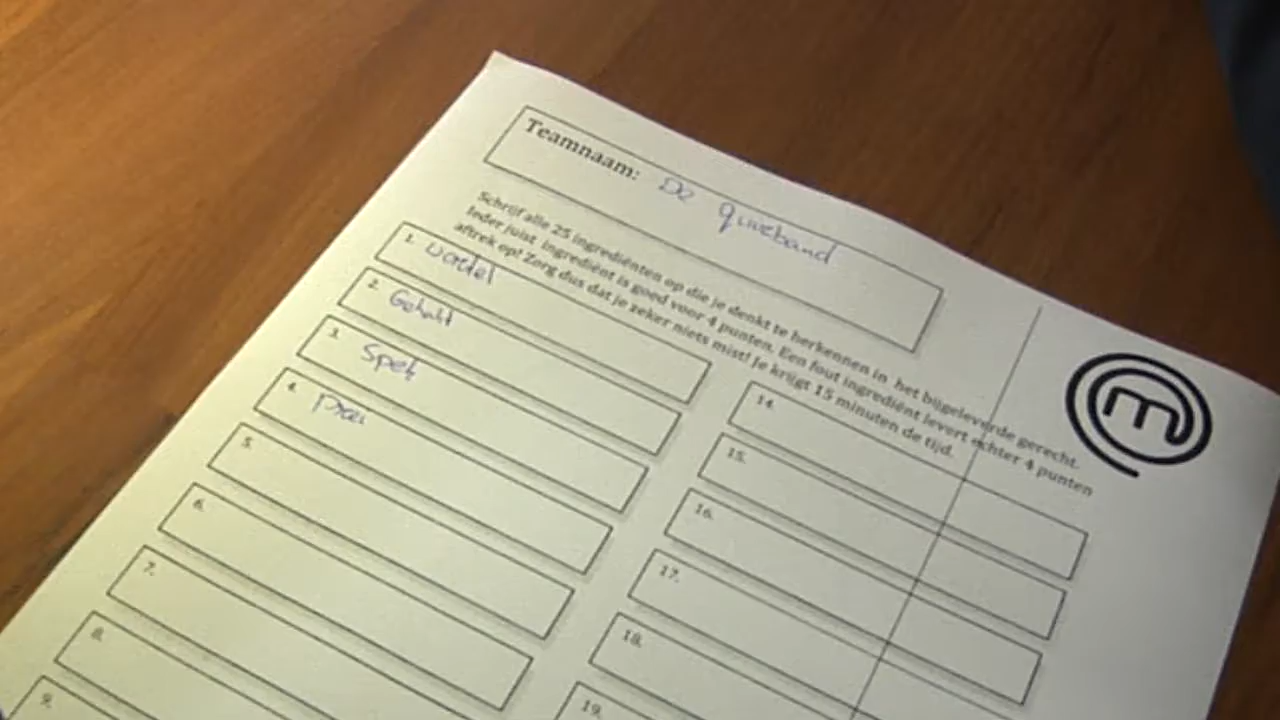 Teamnaam: De quizeband
Schrijf alle 25 ingrediënten op die je denkt te herkennen in het bijgeleverde gerecht.
Ieder juist ingrediënt is goed voor 4 punten. Een fout ingrediënt levert echter 4 punten
aftrek op! Zorg dus dat je zeker niets mist! Je krijgt 15 minuten de tijd.
1. wortel
2. Gehakt
3. Spek
4. Prei
5.
6.
7.
8.
9.
14.
15.
16.
17.
18.
19.